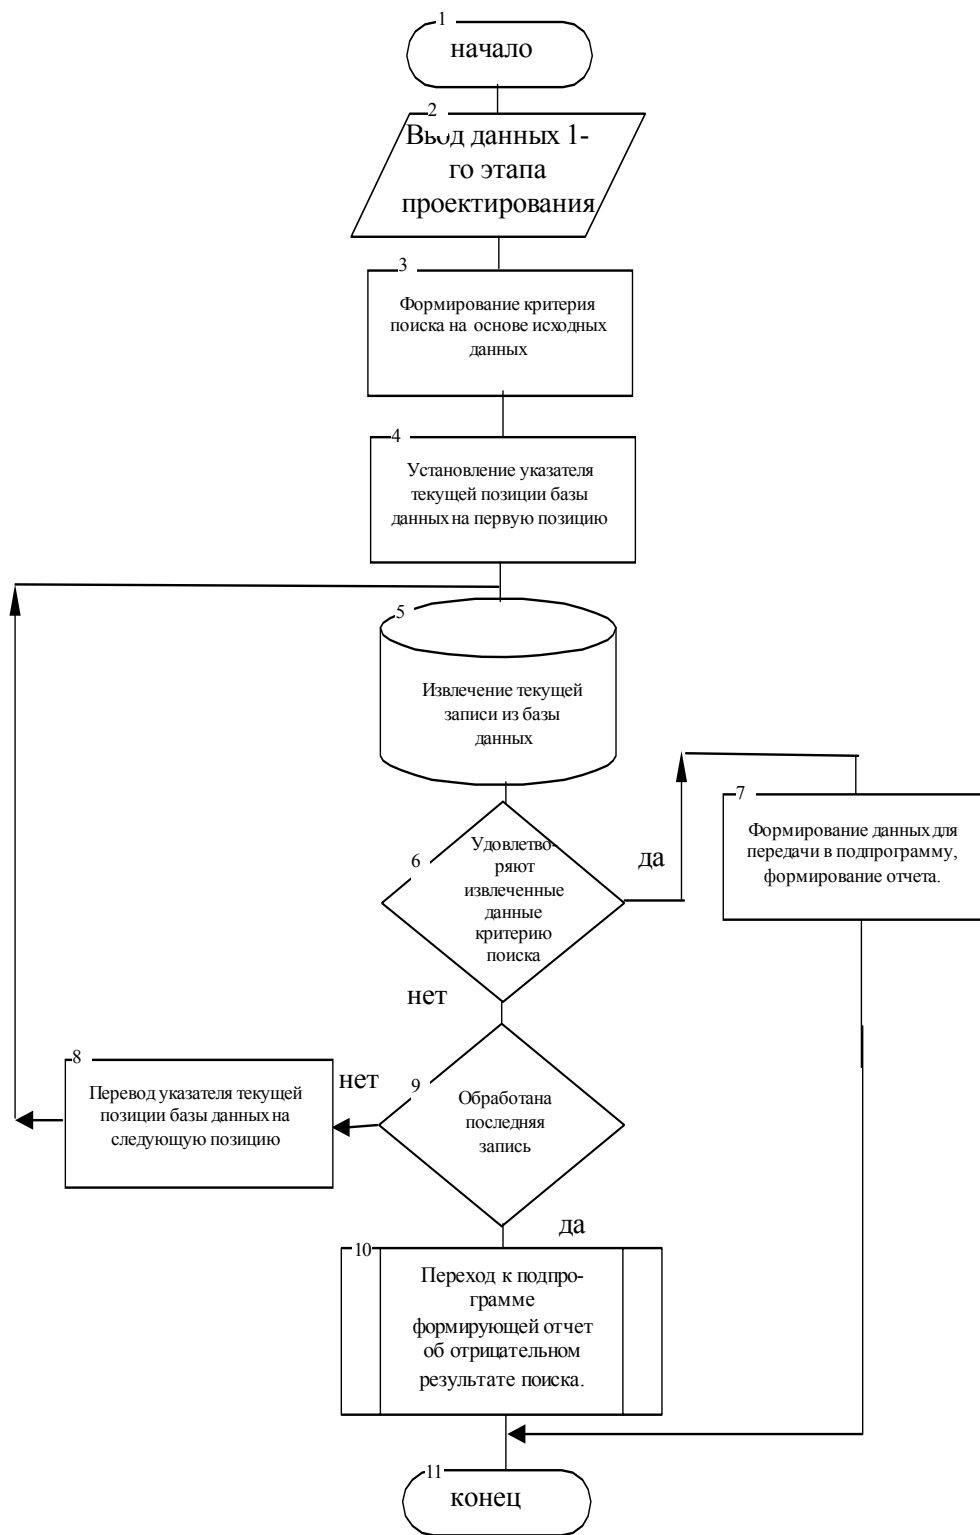 1
начало
2
Ввод данных 1-
го этапа
проектирования
3
Формирование критерия
поиска на основе исходных
данных
4
Установление указателя
текущей позиции базы
данных на первую позицию
5
Извлечение текущей
записи из базы
данных
6
Удовлетво-
ряют
извлеченные
данные
критерию
поиска
да
7
Формирование данных для
передачи в подпрограмму,
формирование отчета.
нет
8
Перевод указателя текущей
позиции базы данных на
следующую позицию
нет
9
Обработана
последняя
запись
да
10
Переход к подпро-
грамме
формирующей отчет
об отрицательном
результате поиска.
11
конец